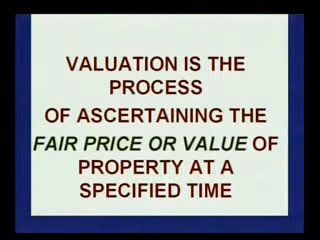 VALUATION IS THE
PROCESS
OF ASCERTAINING THE
FAIR PRICE OR VALUE OF
PROPERTY AT A
SPECIFIED TIME